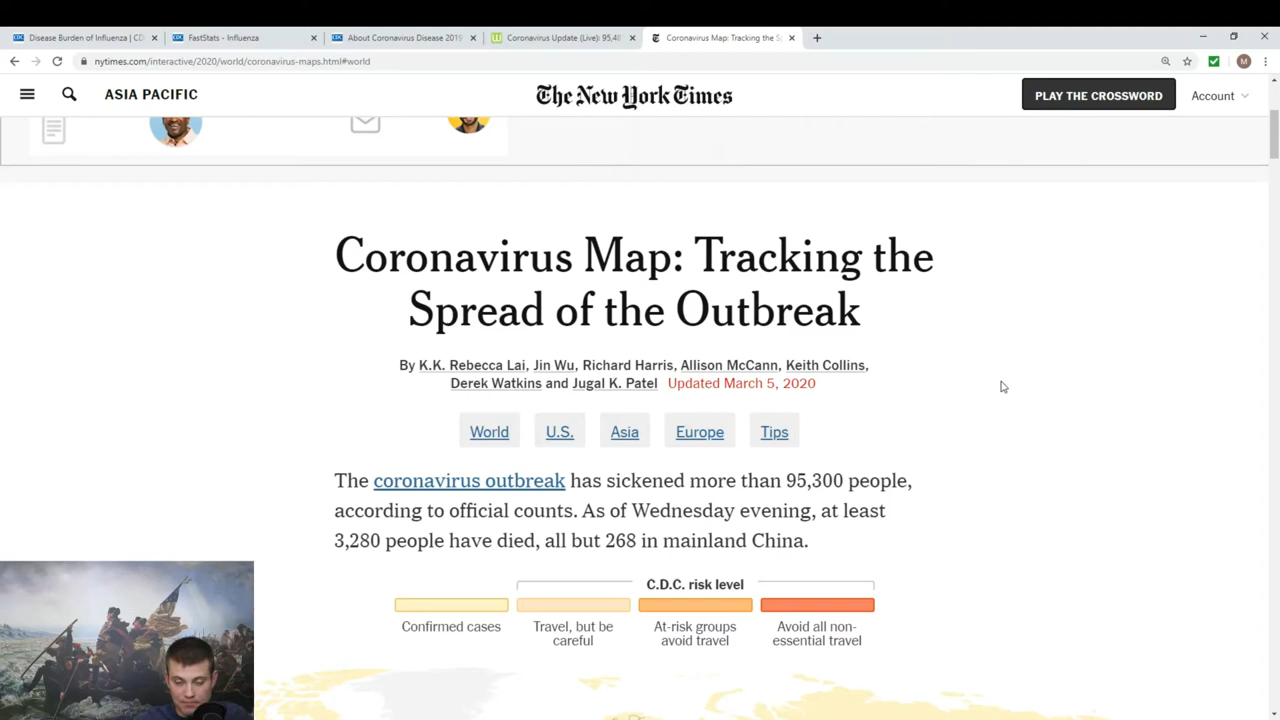 Disease Burden of Influenza | CD
FastStats - Influenza
About Coronavirus Disease 2019
Coronavirus Update (Live): 95,48
Coronavirus Map: Tracking the Sp
nytimes.com/interactive/2020/world/coronavirus-maps.html#world
ASIA PACIFIC
The New York Times
PLAY THE CROSSWORD
Account
Coronavirus Map: Tracking the
Spread of the Outbreak
By K.K. Rebecca Lai, Jin Wu, Richard Harris, Allison McCann, Keith Collins,
Derek Watkins and Jugal K. Patel Updated March 5, 2020
World U.S. Asia Europe Tips
The coronavirus outbreak has sickened more than 95,300 people,
according to official counts. As of Wednesday evening, at least
3,280 people have died, all but 268 in mainland China.
C.D.C. risk level
Confirmed cases
Travel, but be
careful
At-risk groups
avoid travel
Avoid all non-
essential travel